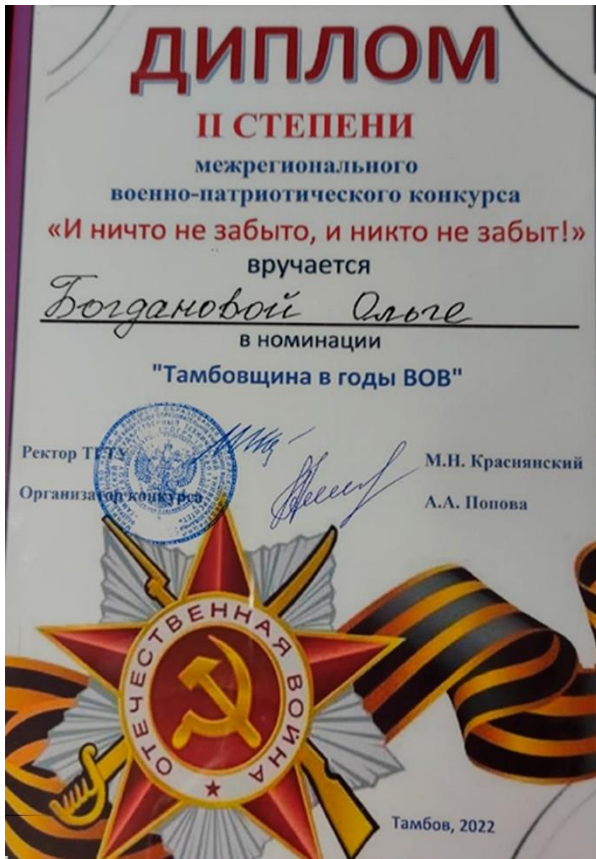 ДИПЛОМ
II СТЕПЕНИ
межрегионального
военно-патриотического конкурса
«И ничто не забыто, и никто не забыт!»
вручается
Богдановой Ольге
в номинации
"Тамбовщина в годы ВОВ"
Ректор ТГТУ
М.Н. Краснянский
Организатор конкурса
А.А. Попова
ОТЕЧЕСТВЕННАЯ ВОЙНА
Тамбов, 2022